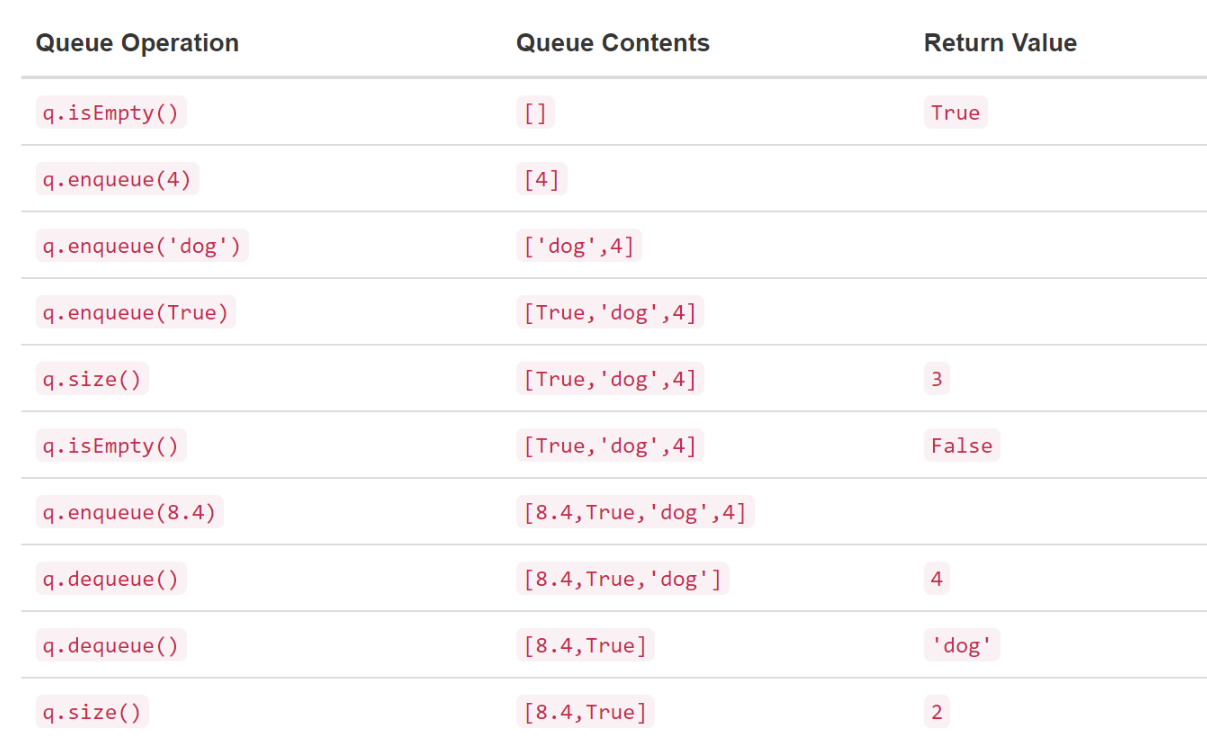 Queue Operation Queue Contents Return Value
q.isEmpty() [] True
q.enqueue(4) [4]
q.enqueue('dog') ['dog',4]
q.enqueue(True) [True,'dog',4]
q.size() [True,'dog',4] 3
q.isEmpty() [True,'dog',4] False
q.enqueue(8.4) [8.4,True,'dog',4]
q.dequeue() [8.4,True,'dog'] 4
q.dequeue() [8.4,True] 'dog'
q.size() [8.4,True] 2